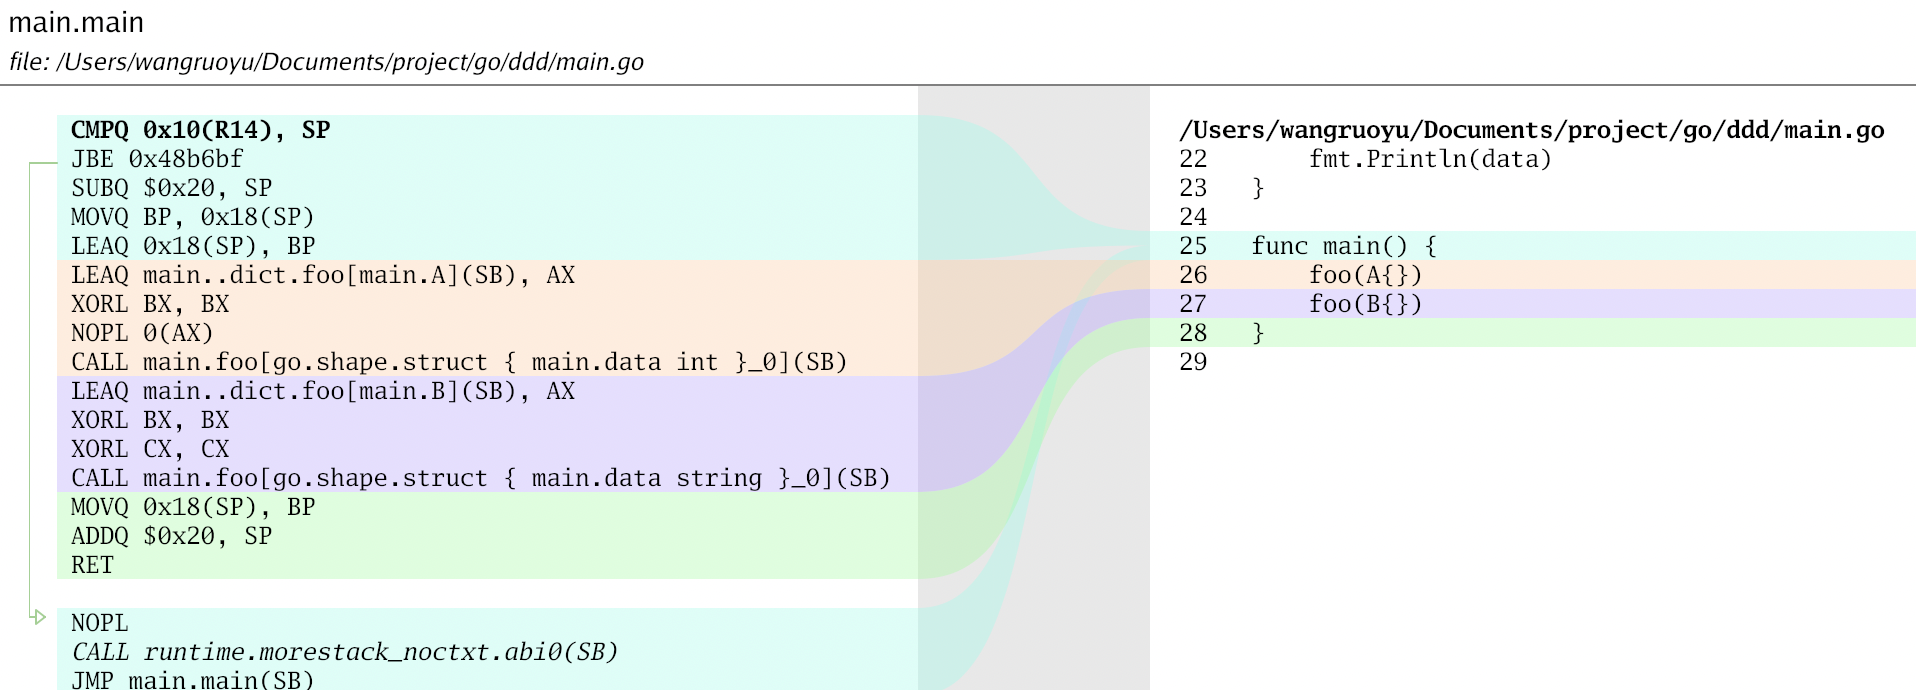 main.main
file: /Users/wangruoyu/Documents/project/go/ddd/main.go
CMPQ 0x10(R14), SP
JBE 0x48b6bf
SUBQ $0x20, SP
MOVQ BP, 0x18(SP)
LEAQ 0x18(SP), BP
LEAQ main..dict.foo[main.A](SB), AX
XORL BX, BX
NOPL 0(AX)
CALL main.foo[go.shape.struct { main.data int }_0](SB)
LEAQ main..dict.foo[main.B](SB), AX
XORL BX, BX
XORL CX, CX
CALL main.foo[go.shape.struct { main.data string }_0](SB)
MOVQ 0x18(SP), BP
ADDQ $0x20, SP
RET
NOPL
CALL runtime.morestack_noctxt.abi0(SB)
JMP main.main(SB)
/Users/wangruoyu/Documents/project/go/ddd/main.go
22 fmt.Println(data)
23 }
24
25 func main() {
26 foo(A{})
27 foo(B{})
28 }
29